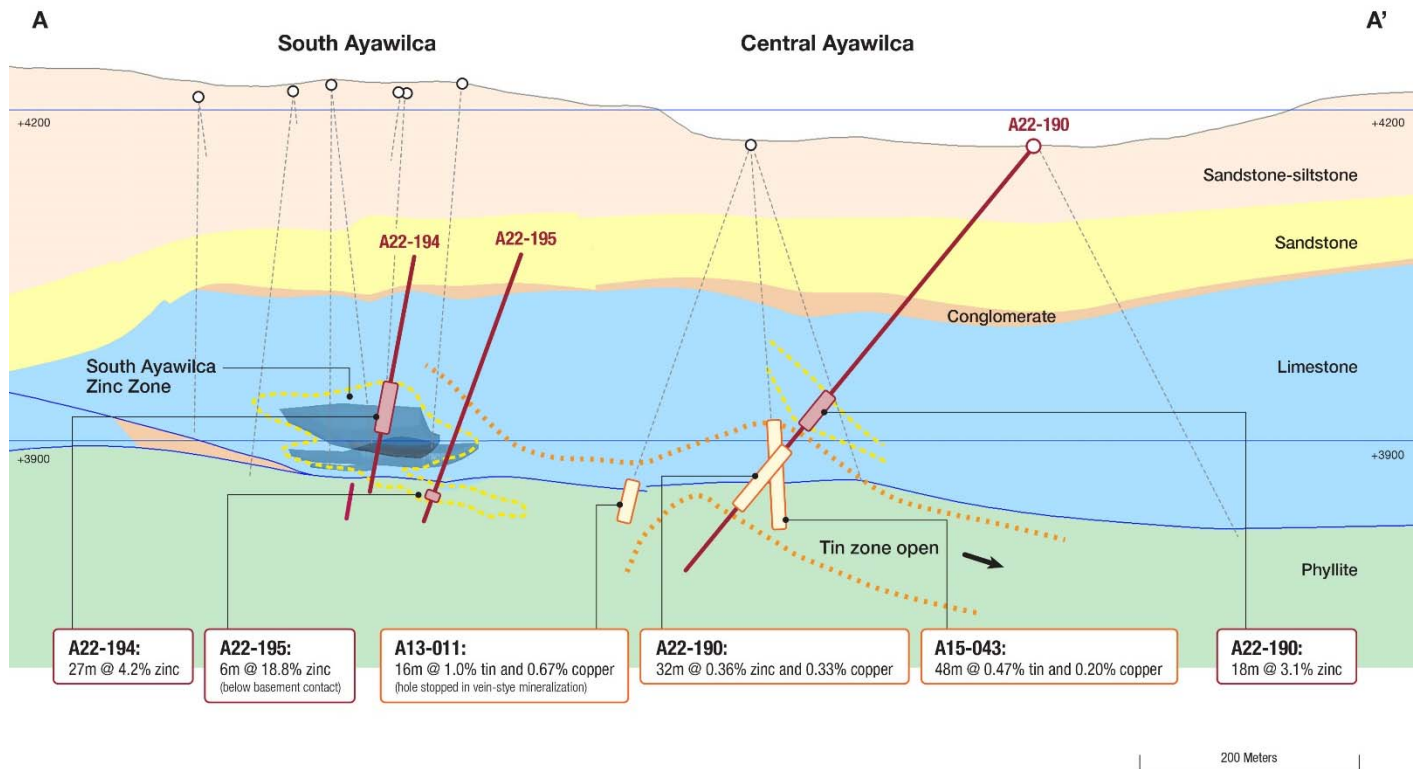 A
A'
South Ayawilca
Central Ayawilca
+4200
+4200
A22-190
Sandstone-siltstone
A22-194
A22-195
Sandstone
Conglomerate
South Ayawilca
Zinc Zone
Limestone
+3900
+3900
Tin zone open
Phyllite
A22-194:
27m @ 4.2% zinc
A22-195:
6m @ 18.8% zinc
(below basement contact)
A13-011:
16m @ 1.0% tin and 0.67% copper
(hole stopped in vein-stye mineralization)
A22-190:
32m @ 0.36% zinc and 0.33% copper
A15-043:
48m @ 0.47% tin and 0.20% copper
A22-190:
18m @ 3.1% zinc
200 Meters